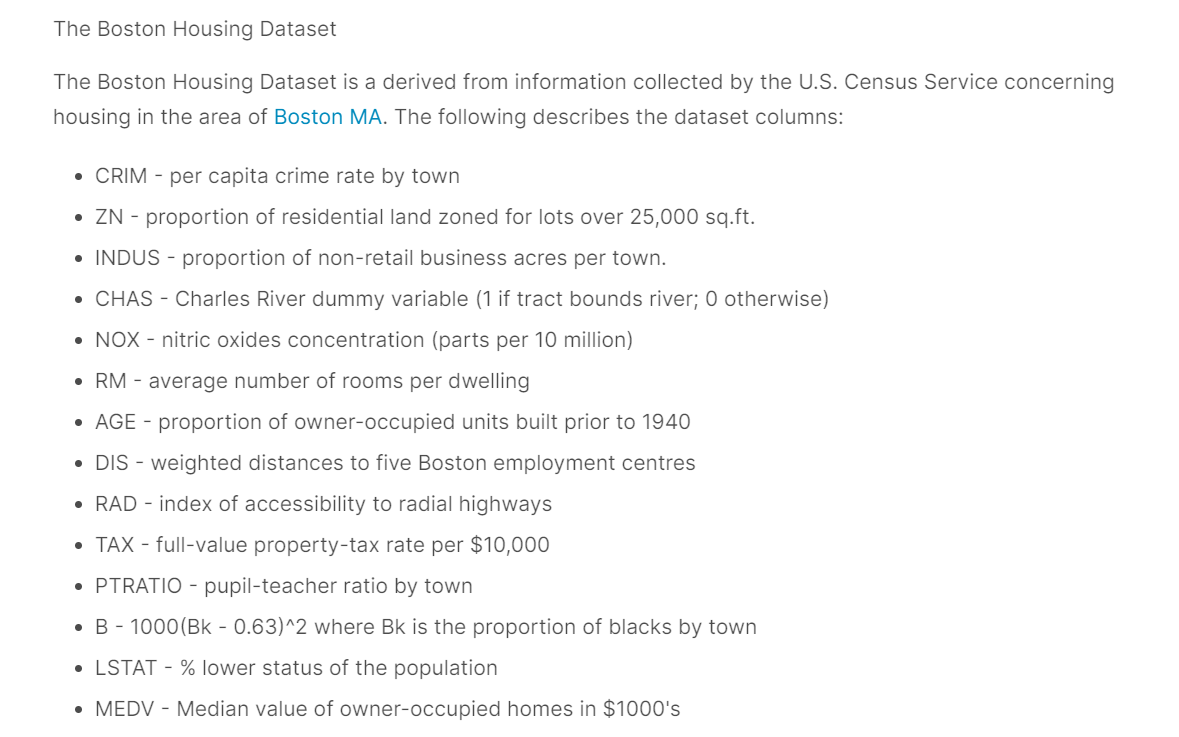 The Boston Housing Dataset
The Boston Housing Dataset is a derived from information collected by the U.S. Census Service concerning
housing in the area of Boston MA. The following describes the dataset columns:
• CRIM - per capita crime rate by town
• ZN - proportion of residential land zoned for lots over 25,000 sq.ft.
• INDUS - proportion of non-retail business acres per town.
• CHAS - Charles River dummy variable (1 if tract bounds river; 0 otherwise)
• NOX - nitric oxides concentration (parts per 10 million)
• RM - average number of rooms per dwelling
• AGE - proportion of owner-occupied units built prior to 1940
• DIS - weighted distances to five Boston employment centres
• RAD - index of accessibility to radial highways
• TAX - full-value property-tax rate per $10,000
• PTRATIO - pupil-teacher ratio by town
• B - 1000(Bk - 0.63)^2 where Bk is the proportion of blacks by town
• LSTAT - % lower status of the population
• MEDV - Median value of owner-occupied homes in $1000's